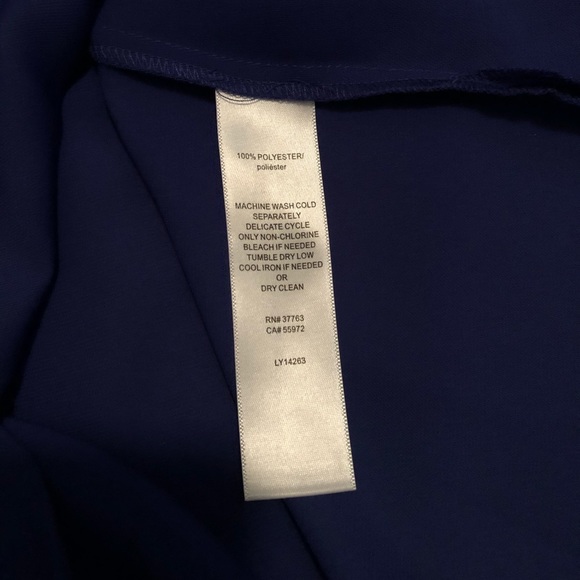 100% POLYESTER/
poliéster
MACHINE WASH COLD
SEPARATELY
DELICATE CYCLE
ONLY NON-CHLORINE
BLEACH IF NEEDED
TUMBLE DRY LOW
COOL IRON IF NEEDED
OR
DRY CLEAN
RN# 37763
CA# 55972
LY14263